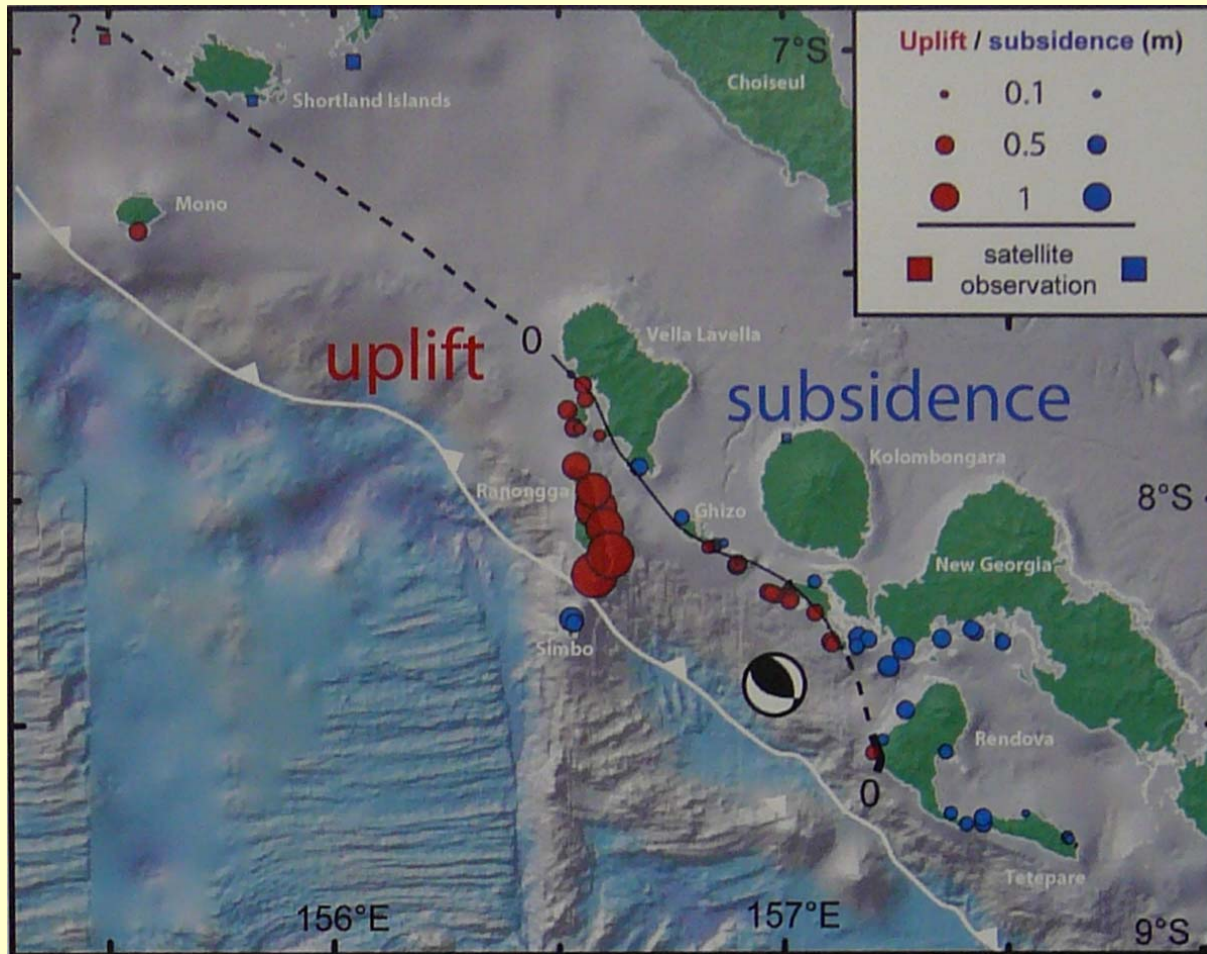 ?
7°S
Uplift / subsidence (m)
0.1
0.5
1
satellite
observation
Choiseul
Shortland Islands
Mono
0
Vella Lavella
uplift
subsidence
Kolombongara
Ranongga
8°S
Ghizo
New Georgia
Simbo
Rendova
0
Tetepare
156°E
157°E
9°S